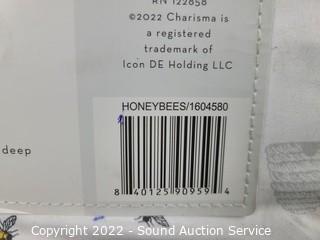 RN 122858
©2022 Charisma is
a registered
trademark of
Icon DE Holding LLC
HONEYBEES/1604580
deep
8 40125 90959 4
Copyright 2022 - Sound Auction Service